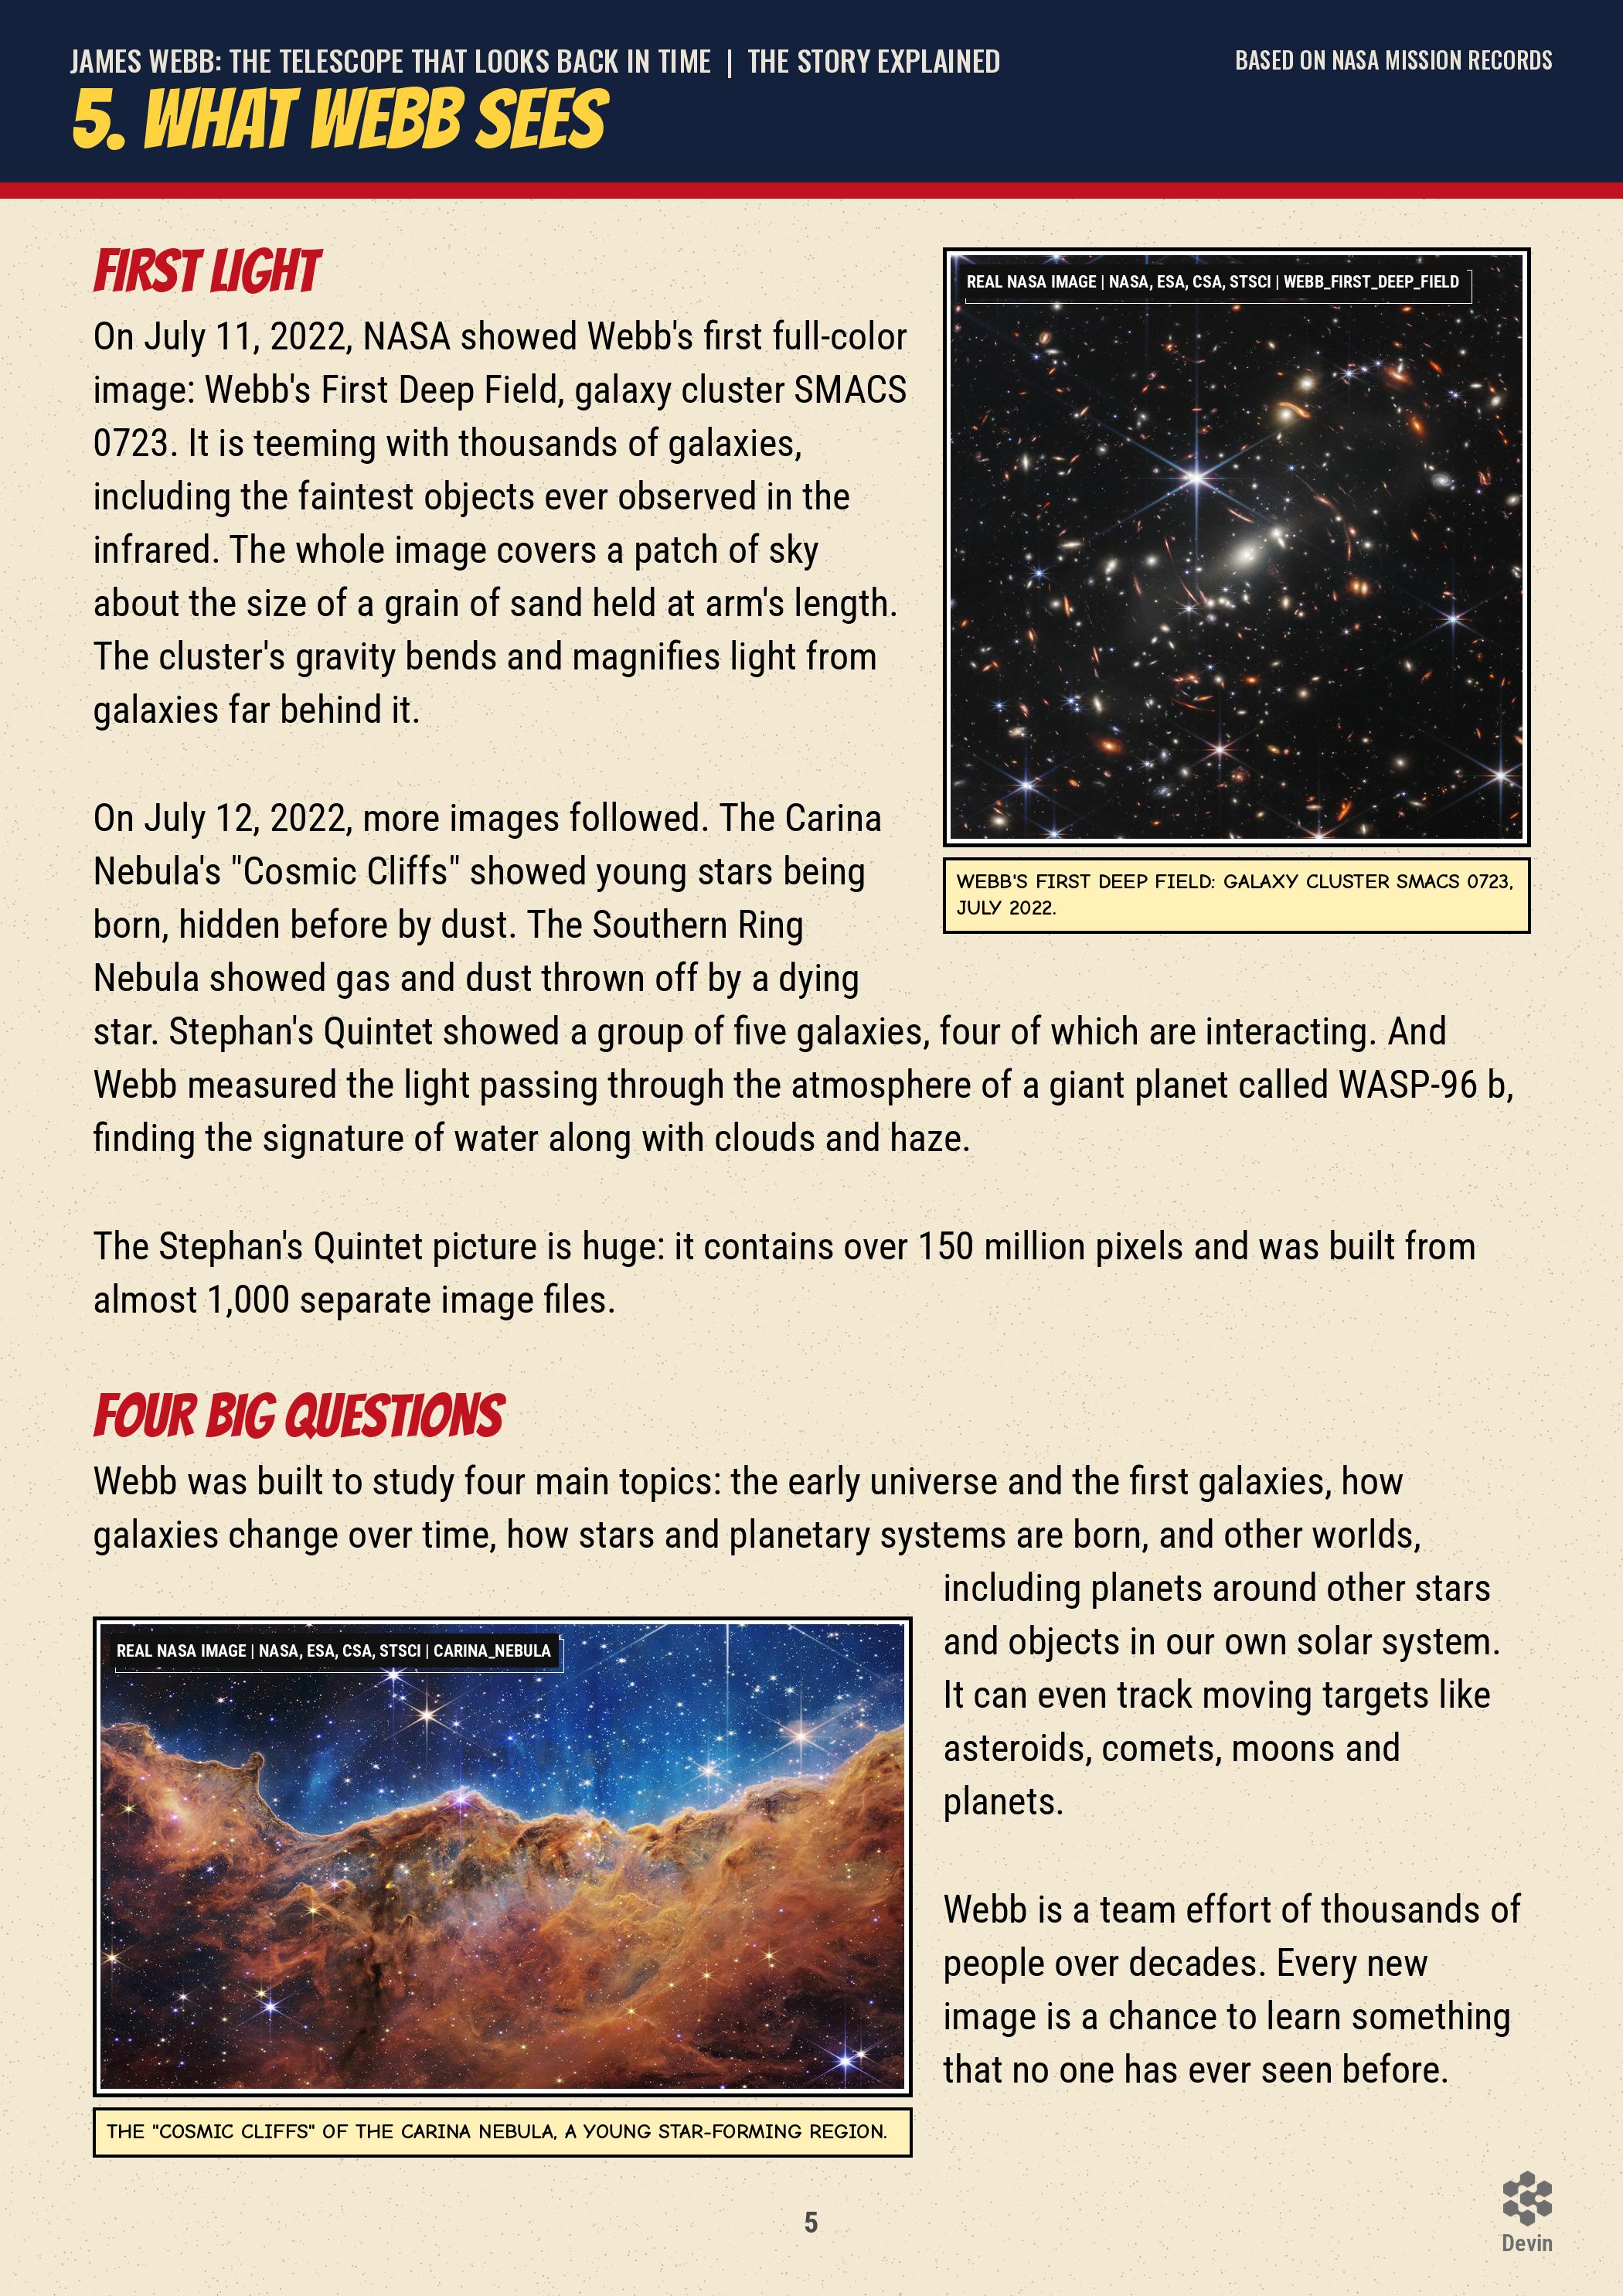 JAMES WEBB: THE TELESCOPE THAT LOOKS BACK IN TIME | THE STORY EXPLAINED
BASED ON NASA MISSION RECORDS
5. WHAT WEBB SEES
FIRST LIGHT
On July 11, 2022, NASA showed Webb's first full-color
image: Webb's First Deep Field, galaxy cluster SMACS
0723. It is teeming with thousands of galaxies,
including the faintest objects ever observed in the
infrared. The whole image covers a patch of sky
about the size of a grain of sand held at arm's length.
The cluster's gravity bends and magnifies light from
galaxies far behind it.
REAL NASA IMAGE | NASA, ESA, CSA, STSCI | WEBB_FIRST_DEEP_FIELD
WEBB'S FIRST DEEP FIELD: GALAXY CLUSTER SMACS 0723,
JULY 2022.
On July 12, 2022, more images followed. The Carina
Nebula's "Cosmic Cliffs" showed young stars being
born, hidden before by dust. The Southern Ring
Nebula showed gas and dust thrown off by a dying
star. Stephan's Quintet showed a group of five galaxies, four of which are interacting. And
Webb measured the light passing through the atmosphere of a giant planet called WASP-96 b,
finding the signature of water along with clouds and haze.
The Stephan's Quintet picture is huge: it contains over 150 million pixels and was built from
almost 1,000 separate image files.
FOUR BIG QUESTIONS
Webb was built to study four main topics: the early universe and the first galaxies, how
galaxies change over time, how stars and planetary systems are born, and other worlds,
including planets around other stars
and objects in our own solar system.
It can even track moving targets like
asteroids, comets, moons and
planets.
Webb is a team effort of thousands of
people over decades. Every new
image is a chance to learn something
that no one has ever seen before.
REAL NASA IMAGE | NASA, ESA, CSA, STSCI | CARINA_NEBULA
THE "COSMIC CLIFFS" OF THE CARINA NEBULA, A YOUNG STAR-FORMING REGION.
5
Devin